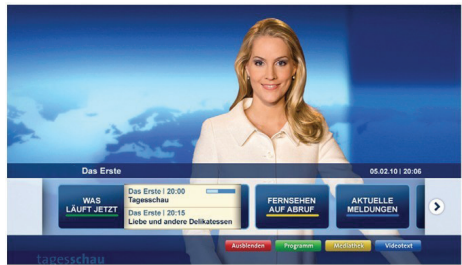 Das Erste
05.02.10 | 20:06
WAS
LÄUFT JETZT
Das Erste | 20:00
Tagesschau
Das Erste | 20:15
Liebe und andere Delikatessen
FERNSEHEN
AUF ABRUF
AKTUELLE
MELDUNGEN
Ausblenden
Programm
Mediathek
Videotext
tagesschau